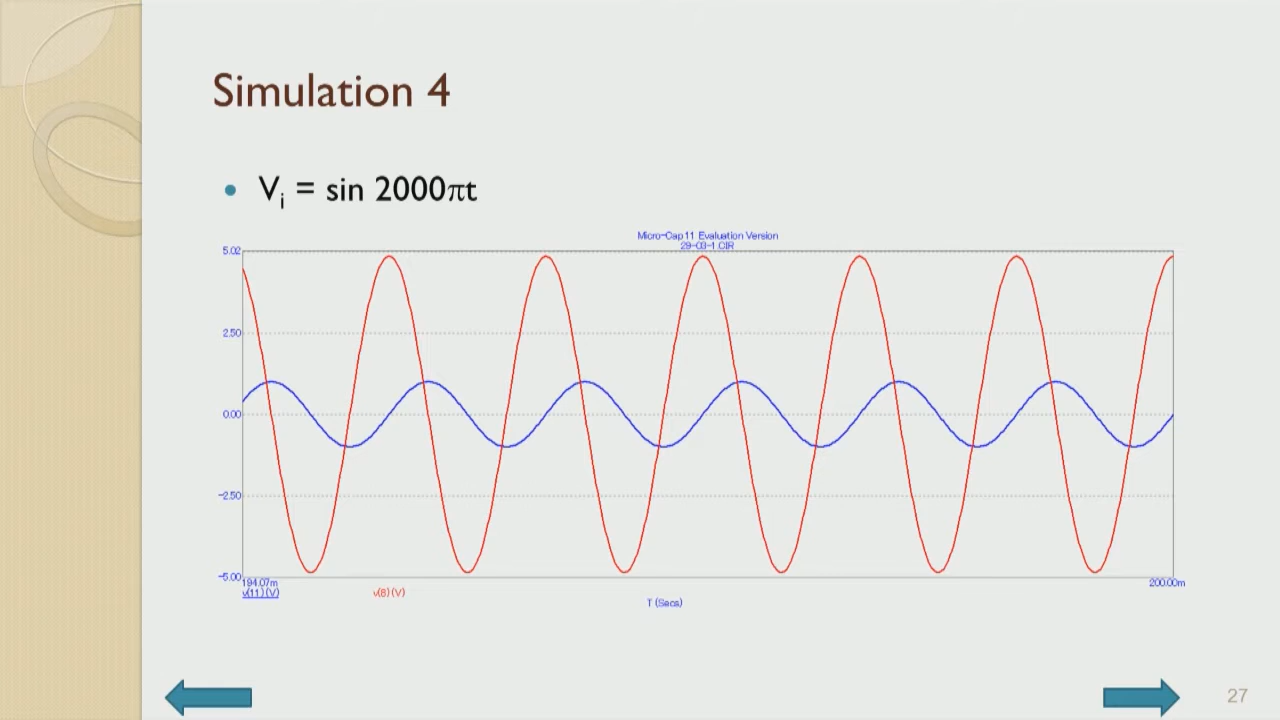 Simulation 4
• Vᵢ = sin 2000πt
Micro-Cap 11 Evaluation Version
29-03-1.CIR
5.02
2.50
0.00
-2.50
-5.00
194.07m 200.00m
v(11) (V) v(8) (V)
T (Secs)
27